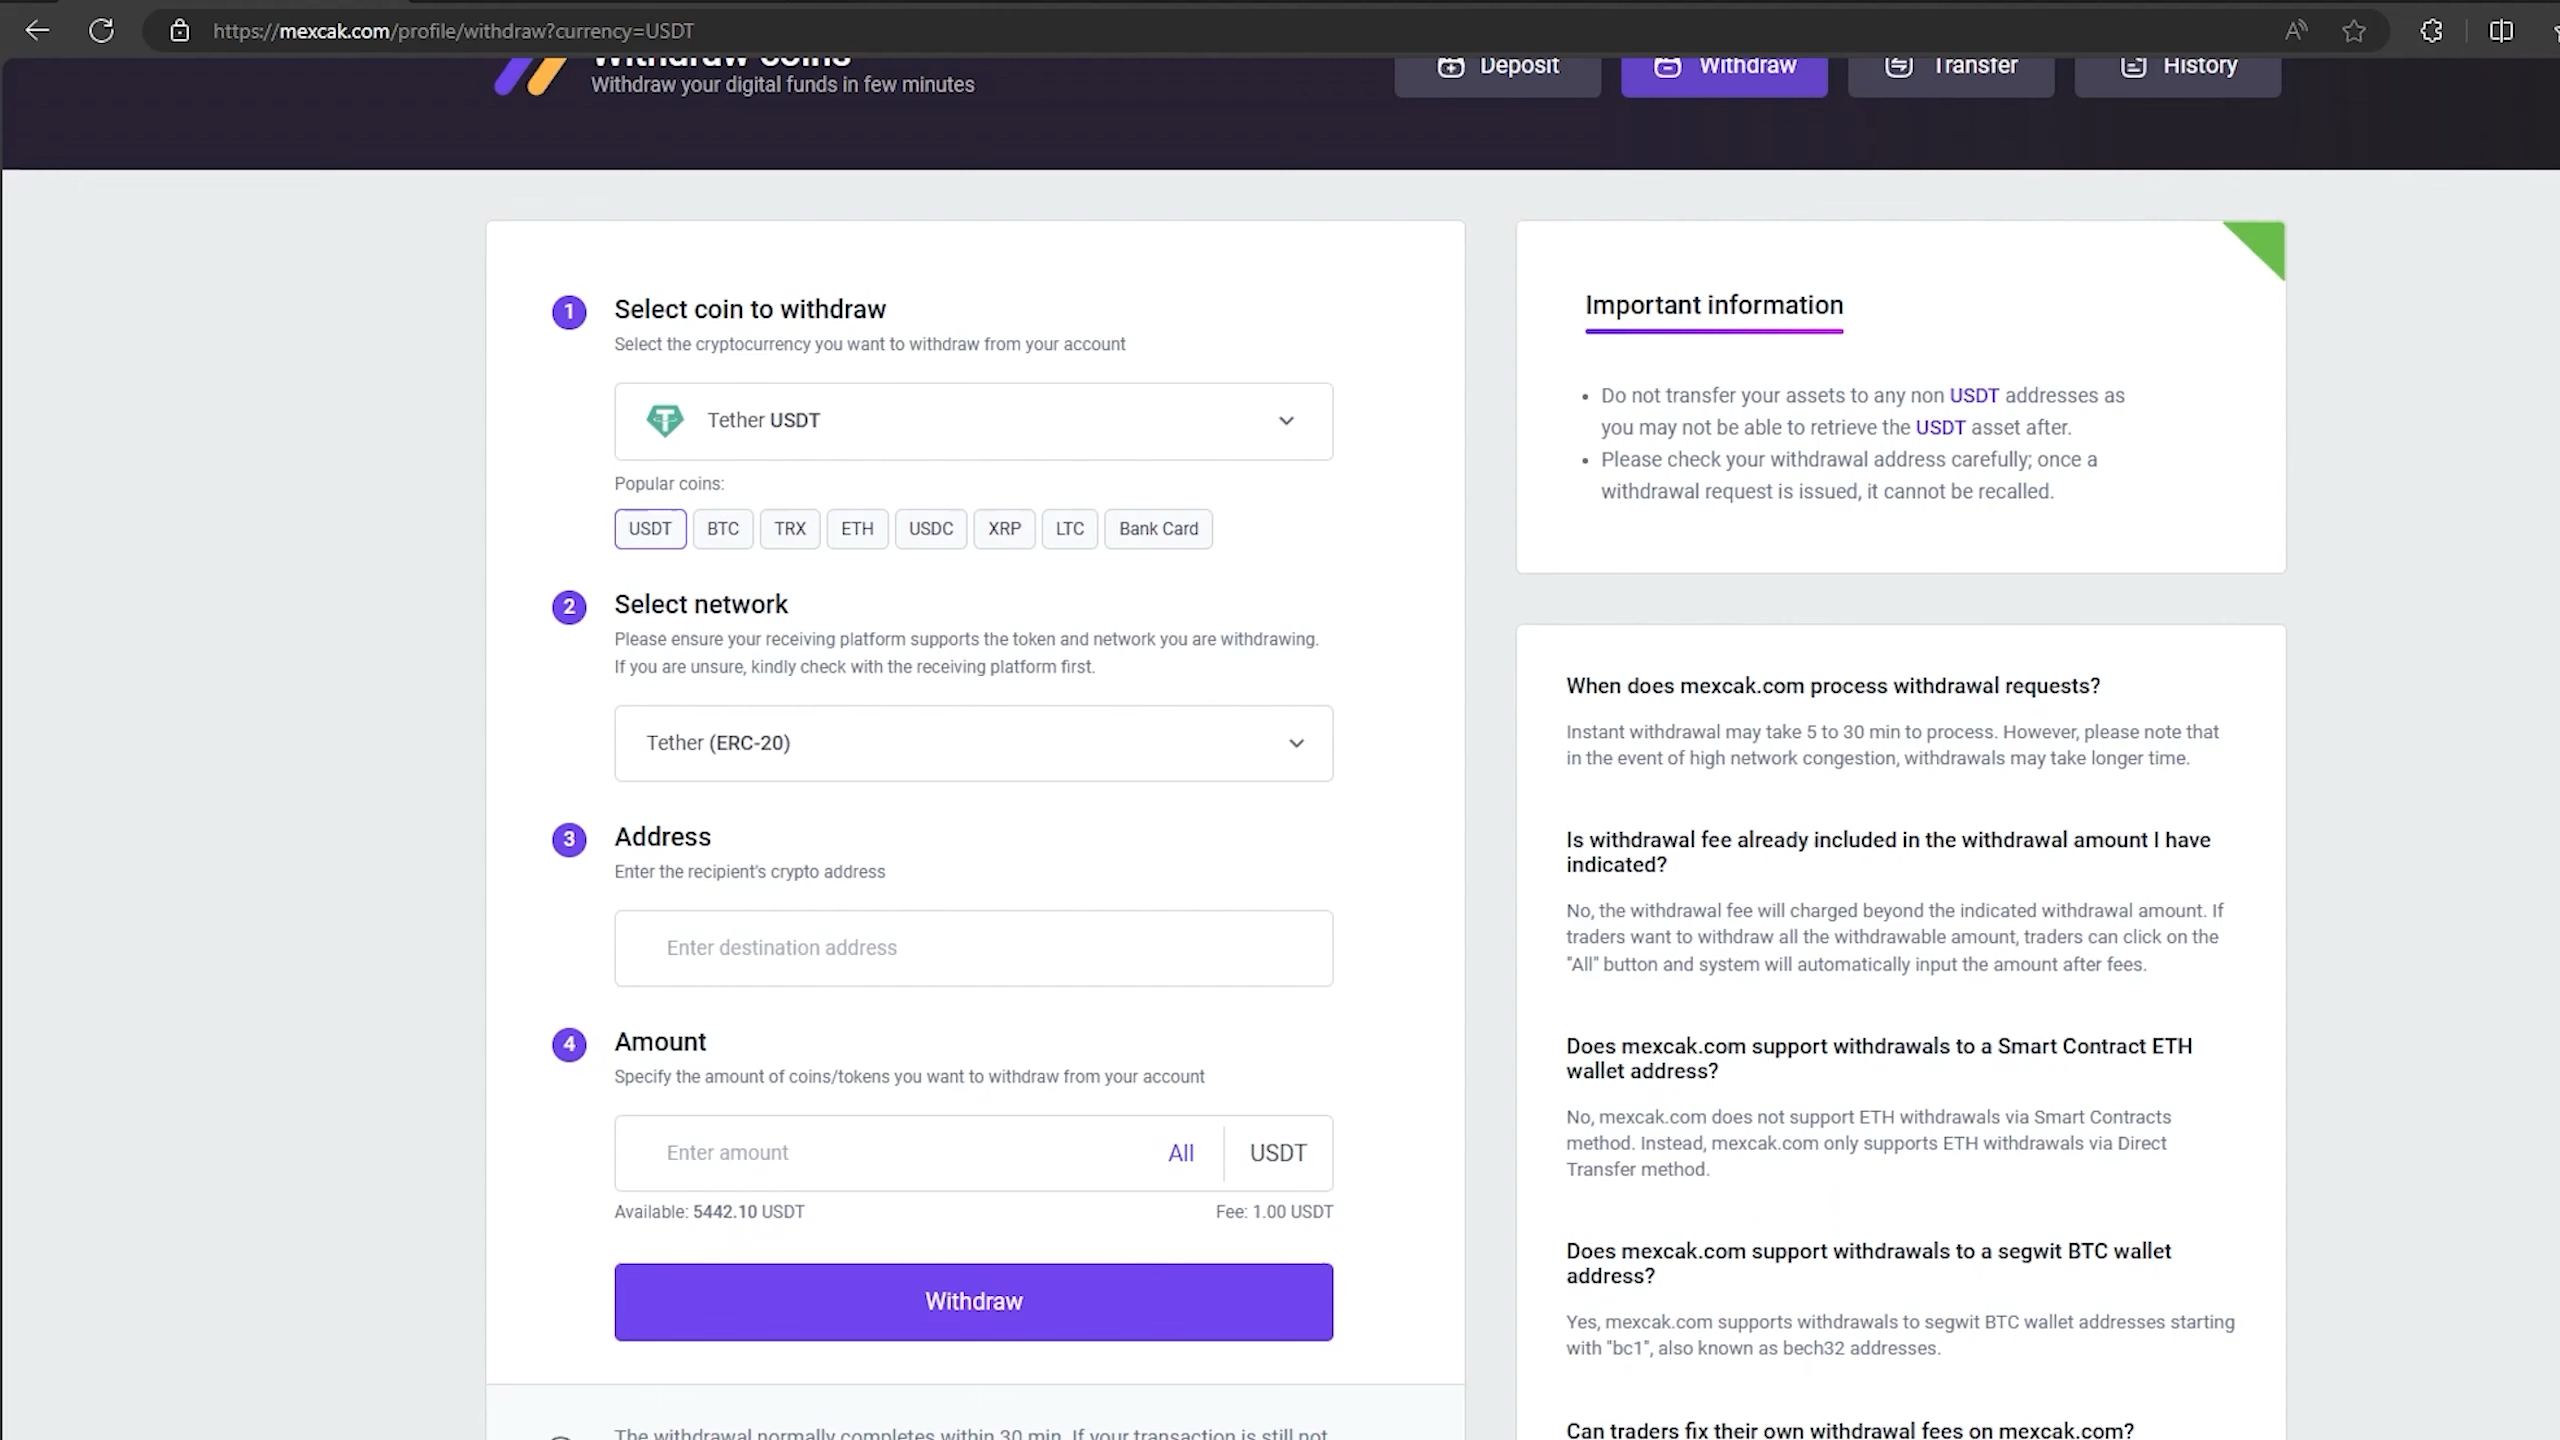 https://mexcak.com/profile/withdraw?currency=USDT
Withdraw coins
Withdraw your digital funds in few minutes
Deposit
Withdraw
Transfer
History
1
Select coin to withdraw
Select the cryptocurrency you want to withdraw from your account
Tether USDT
Popular coins:
USDT BTC TRX ETH USDC XRP LTC Bank Card
2
Select network
Please ensure your receiving platform supports the token and network you are withdrawing.
If you are unsure, kindly check with the receiving platform first.
Tether (ERC-20)
3
Address
Enter the recipient's crypto address
Enter destination address
4
Amount
Specify the amount of coins/tokens you want to withdraw from your account
Enter amount All USDT
Available: 5442.10 USDT Fee: 1.00 USDT
Withdraw
The withdrawal normally completes within 30 min. If your transaction is still not
Important information
• Do not transfer your assets to any non USDT addresses as
you may not be able to retrieve the USDT asset after.
• Please check your withdrawal address carefully; once a
withdrawal request is issued, it cannot be recalled.
When does mexcak.com process withdrawal requests?
Instant withdrawal may take 5 to 30 min to process. However, please note that
in the event of high network congestion, withdrawals may take longer time.
Is withdrawal fee already included in the withdrawal amount I have
indicated?
No, the withdrawal fee will charged beyond the indicated withdrawal amount. If
traders want to withdraw all the withdrawable amount, traders can click on the
"All" button and system will automatically input the amount after fees.
Does mexcak.com support withdrawals to a Smart Contract ETH
wallet address?
No, mexcak.com does not support ETH withdrawals via Smart Contracts
method. Instead, mexcak.com only supports ETH withdrawals via Direct
Transfer method.
Does mexcak.com support withdrawals to a segwit BTC wallet
address?
Yes, mexcak.com supports withdrawals to segwit BTC wallet addresses starting
with "bc1", also known as bech32 addresses.
Can traders fix their own withdrawal fees on mexcak.com?